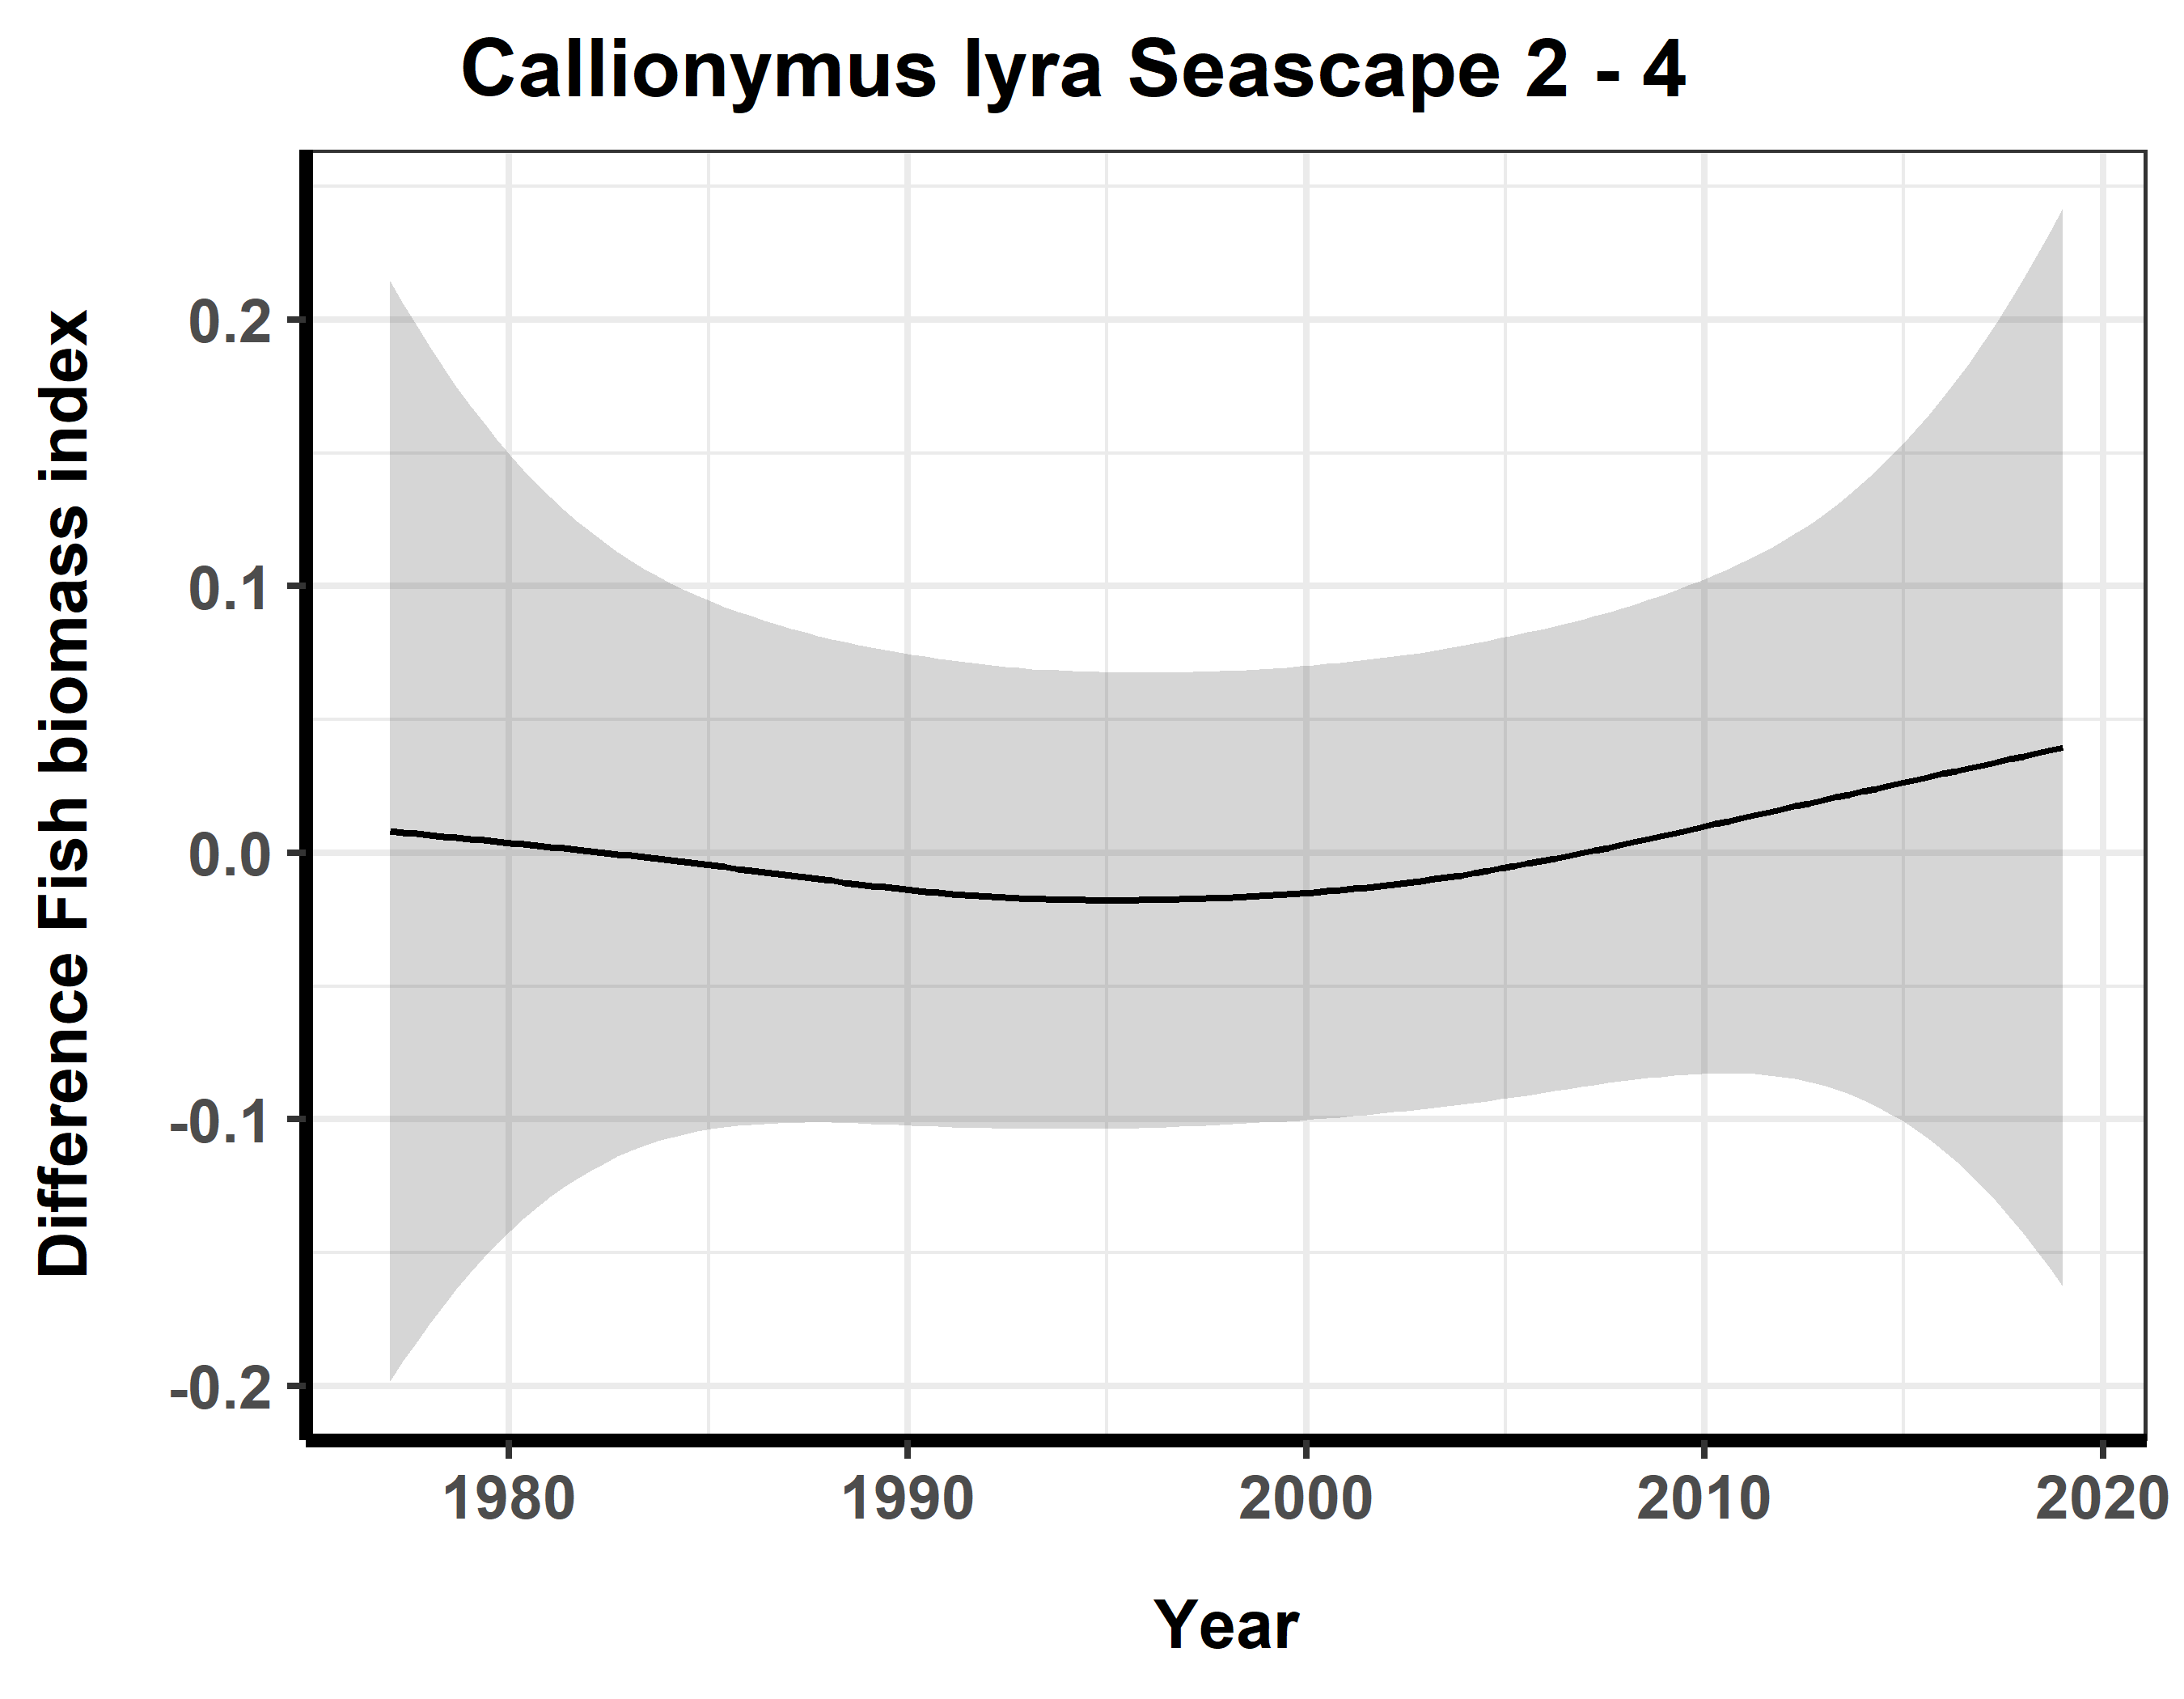 Callionymus lyra Seascape 2 - 4
Difference Fish biomass index
0.2
0.1
0.0
-0.1
-0.2
1980 1990 2000 2010 2020
Year